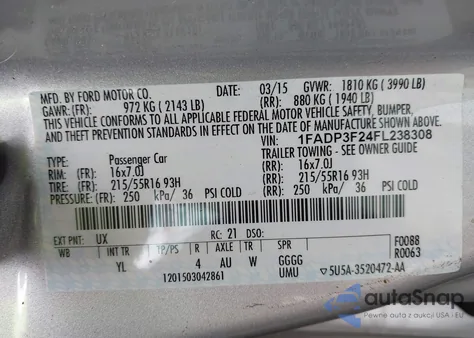 MFD. BY FORD MOTOR CO.
DATE: 03/15 GVWR: 1810 KG ( 3990 LB)
GAWR: (FR): 972 KG ( 2143 LB) (RR): 880 KG ( 1940 LB)
THIS VEHICLE CONFORMS TO ALL APPLICABLE FEDERAL MOTOR VEHICLE SAFETY, BUMPER,
AND THEFT PREVENTION STANDARDS IN EFFECT ON THE DATE OF MANUFACTURE SHOWN ABOVE.
VIN: 1FADP3F24FL238308
TYPE: Passenger Car TRAILER TOWING - SEE OWNER GUIDE
RIM: (FR): 16x7.0J (RR): 16x7.0J
TIRE: (FR): 215/55R16 93H (RR): 215/55R16 93H
PRESSURE: (FR): 250 kPa/ 36 PSI COLD (RR): 250 kPa/ 36 PSI COLD
EXT PNT: UX RC: 21 DSO: F0088
WB INT TR TP/PS R AXLE TR SPR R0063
YL 4 AU W GGGG
UMU
1201503042861 ▽5U5A-3520472-AA
autoSnap
Pewne auta z USA i EU